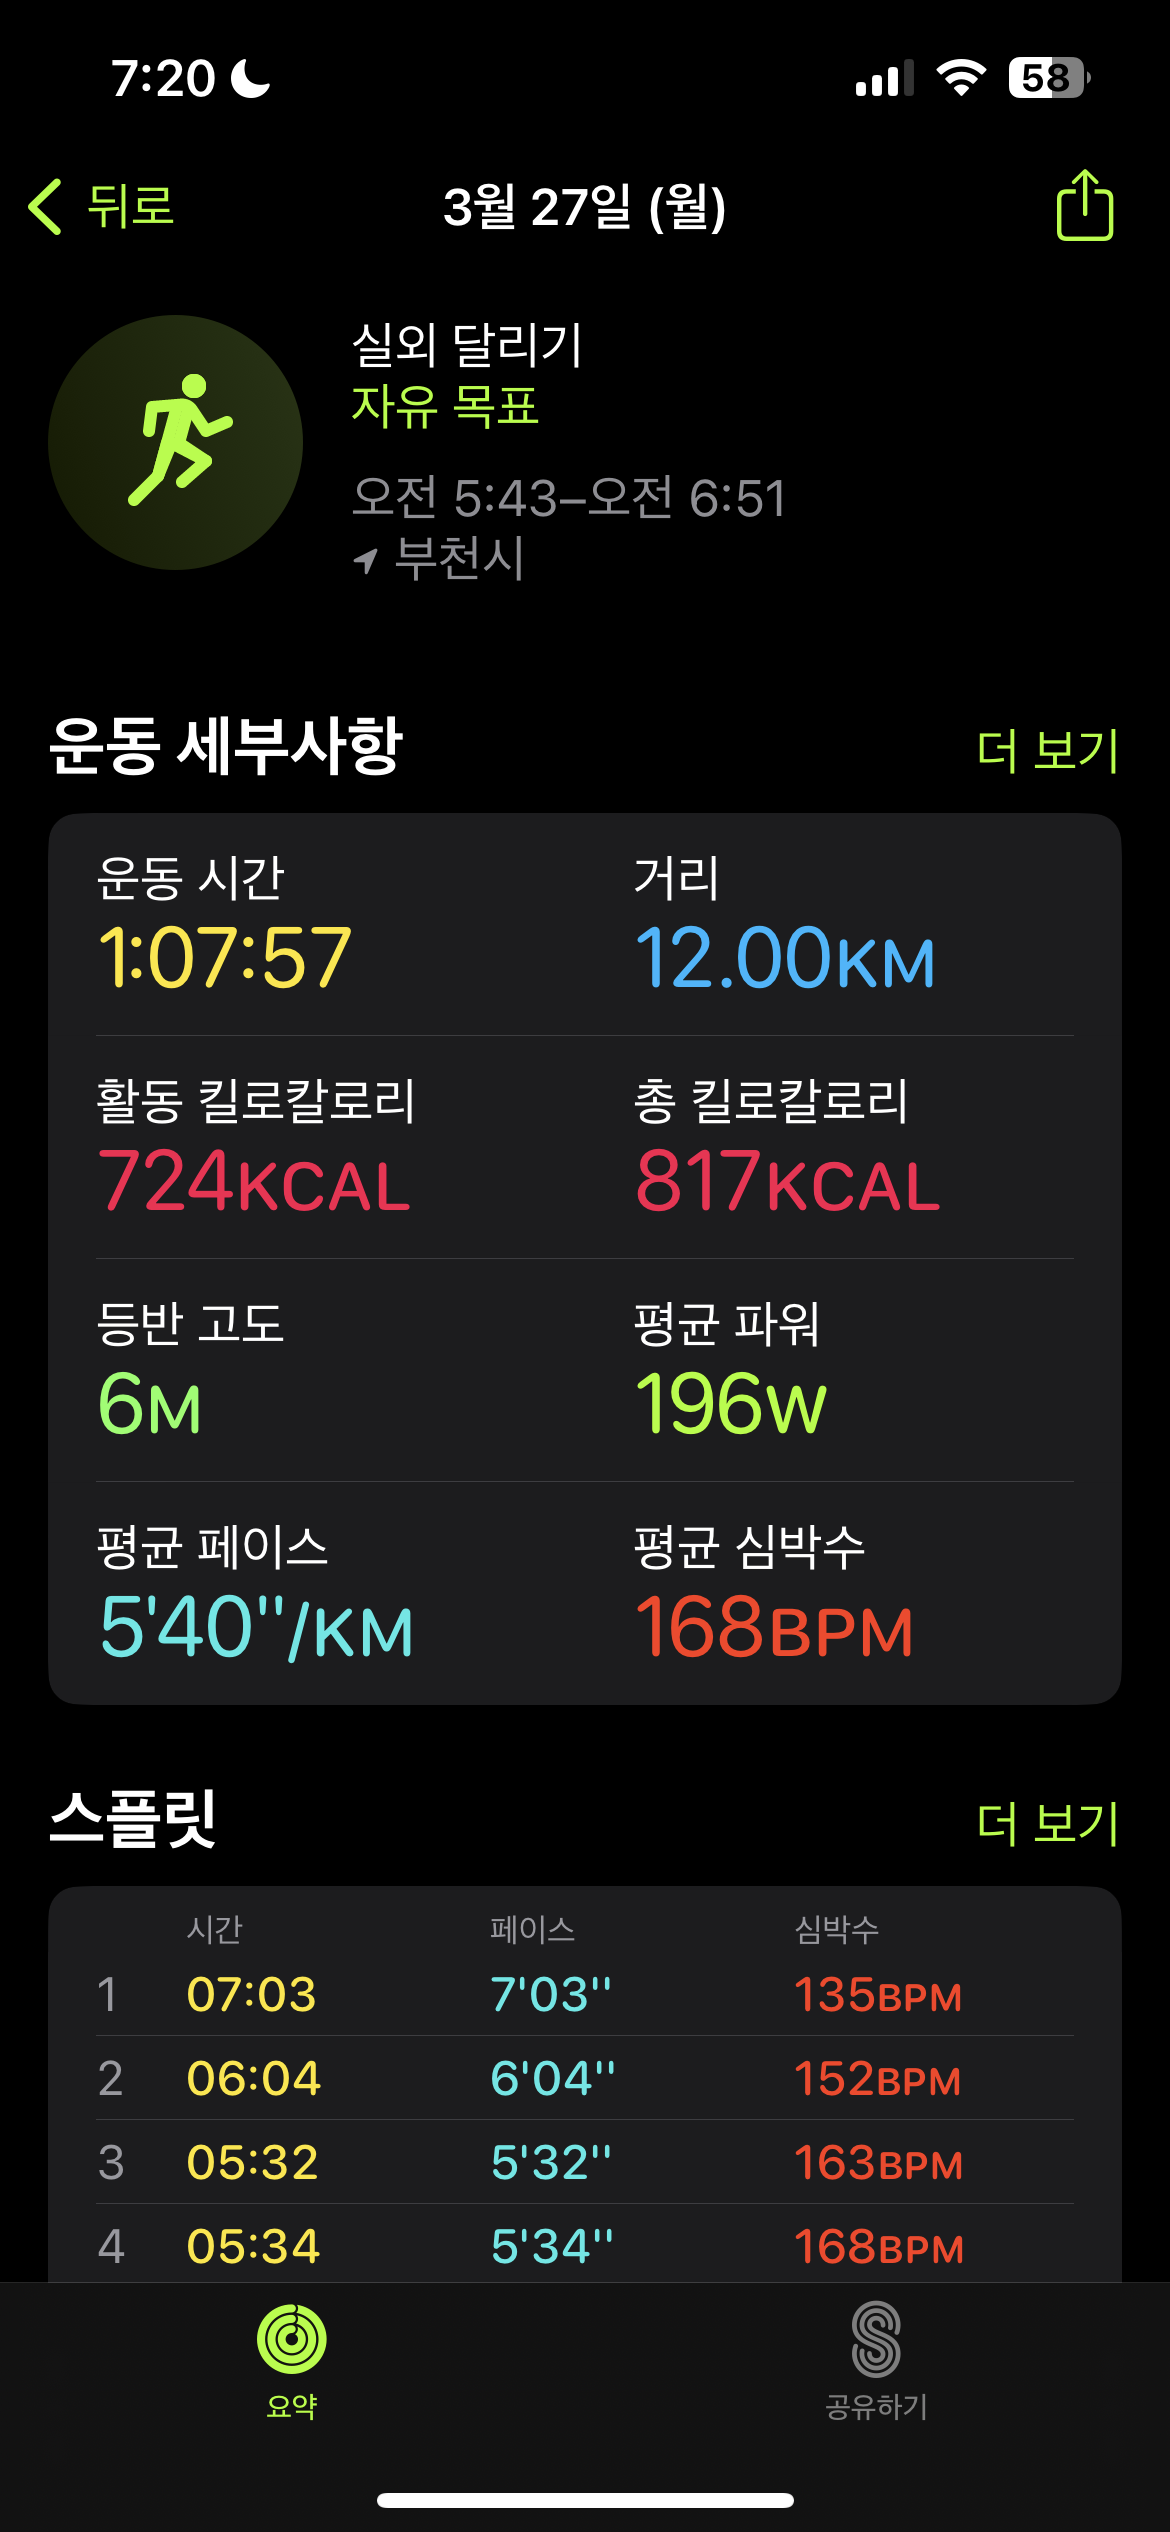 7:20
58
뒤로
3월 27일 (월)
실외 달리기
자유 목표
오전 5:43–오전 6:51
부천시
운동 세부사항
더 보기
운동 시간 거리
1:07:57 12.00KM
활동 킬로칼로리 총 킬로칼로리
724KCAL 817KCAL
등반 고도 평균 파워
6M 196W
평균 페이스 평균 심박수
5'40''/KM 168BPM
스플릿
더 보기
시간 페이스 심박수
1 07:03 7'03'' 135BPM
2 06:04 6'04'' 152BPM
3 05:32 5'32'' 163BPM
4 05:34 5'34'' 168BPM
요약 공유하기